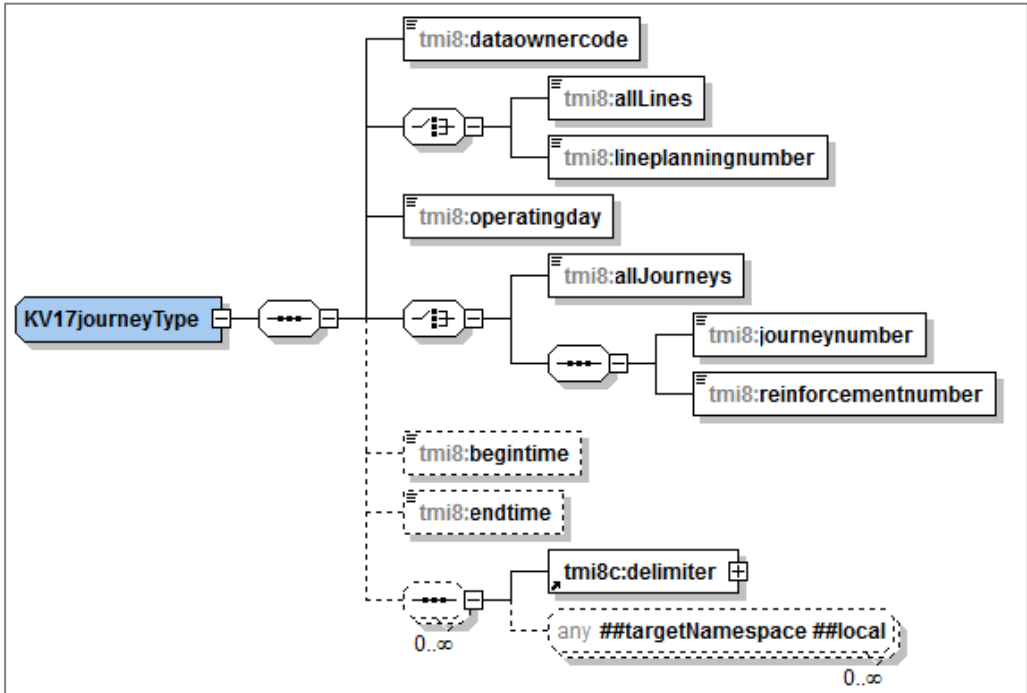 tmi8:dataownercode
tmi8:allLines
tmi8:lineplanningnumber
tmi8:operatingday
tmi8:allJourneys
KV17journeyType
tmi8:journeynumber
tmi8:reinforcementnumber
tmi8:begintime
tmi8:endtime
tmi8c:delimiter
any ##targetNamespace ##local
0..∞
0..∞